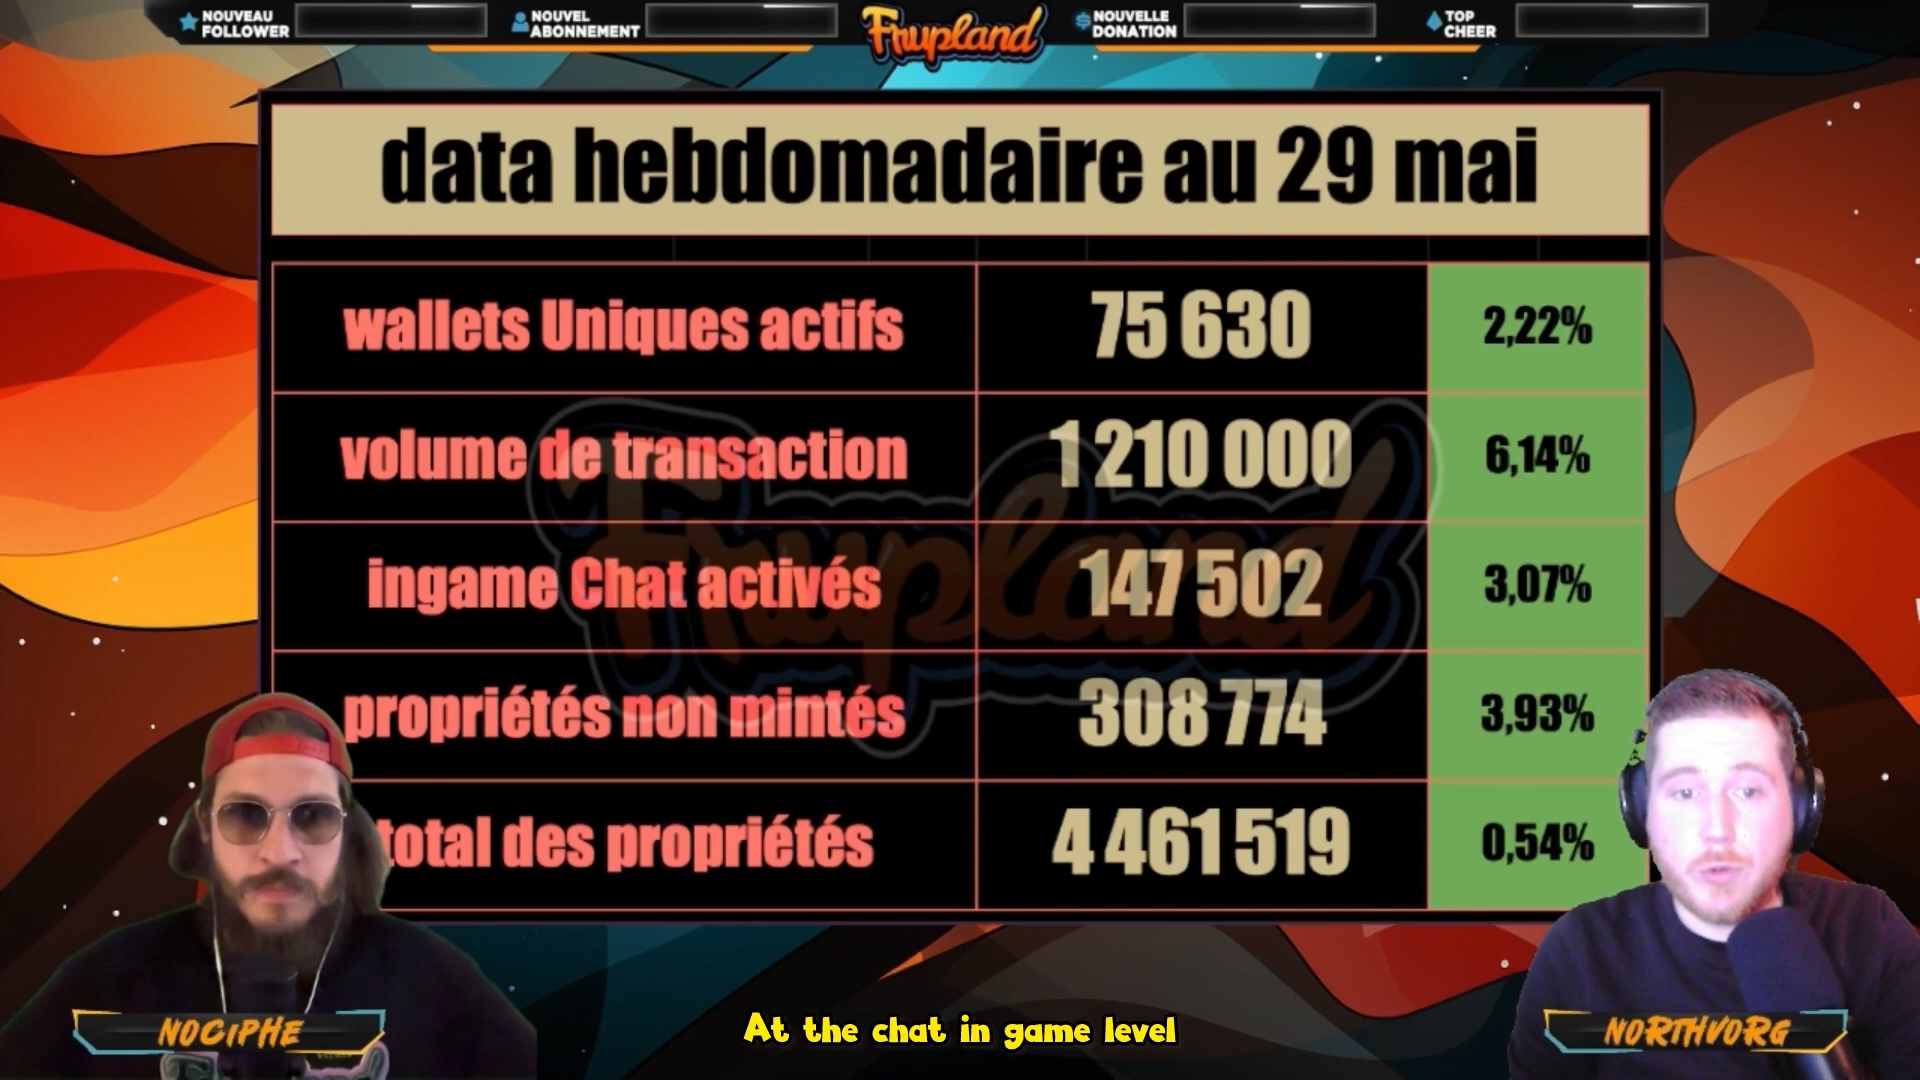 NOUVEAU FOLLOWER
NOUVEL ABONNEMENT
Frupland
NOUVELLE DONATION
TOP CHEER
data hebdomadaire au 29 mai
wallets Uniques actifs 75 630 2,22%
volume de transaction 1 210 000 6,14%
ingame Chat activés 147 502 3,07%
propriétés non mintés 308 774 3,93%
total des propriétés 4 461 519 0,54%
Frupland
NOCIPHE
At the chat in game level
NORTHVORG